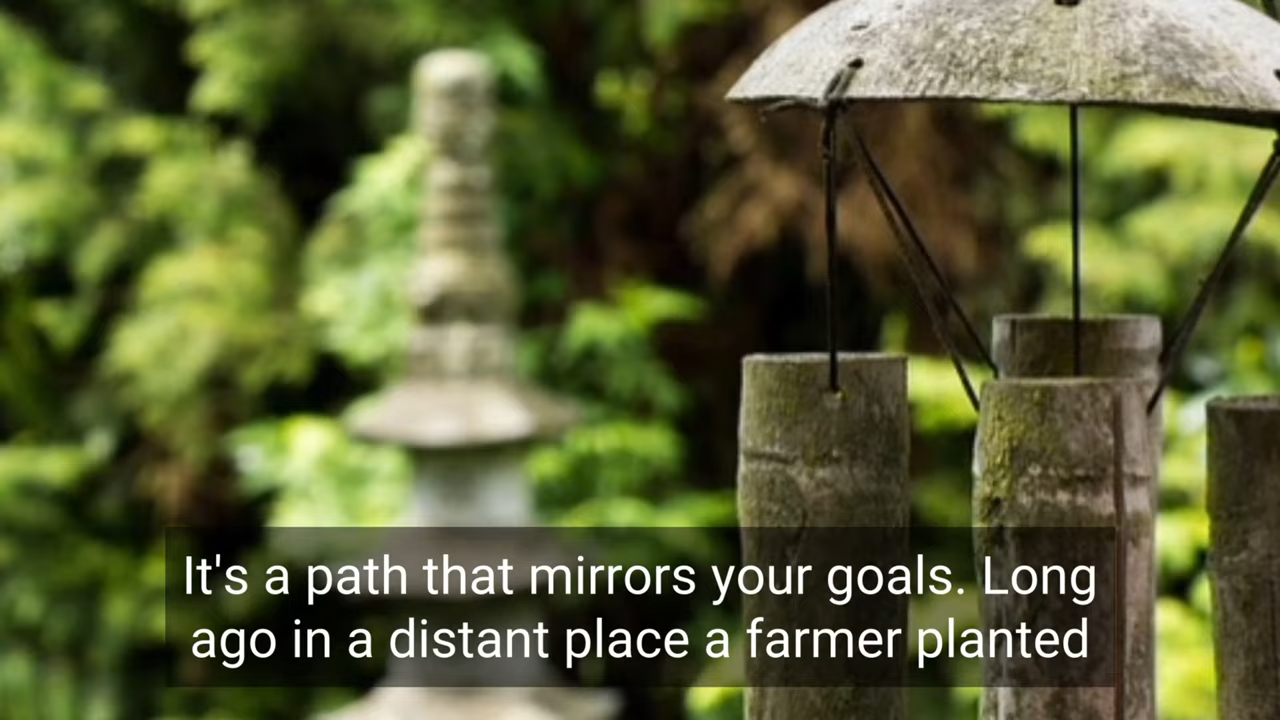 It's a path that mirrors your goals. Long
ago in a distant place a farmer planted